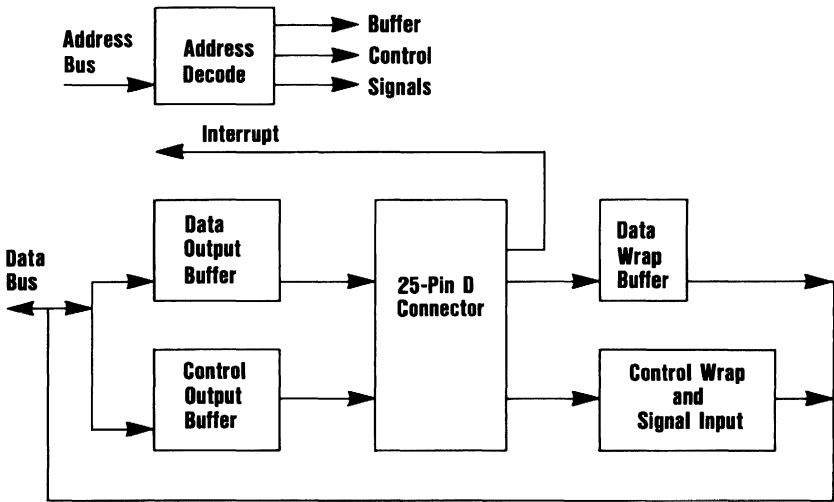 Address
Bus
Address
Decode
Buffer
Control
Signals
Interrupt
Data
Bus
Data
Output
Buffer
Control
Output
Buffer
25-Pin D
Connector
Data
Wrap
Buffer
Control Wrap
and
Signal Input